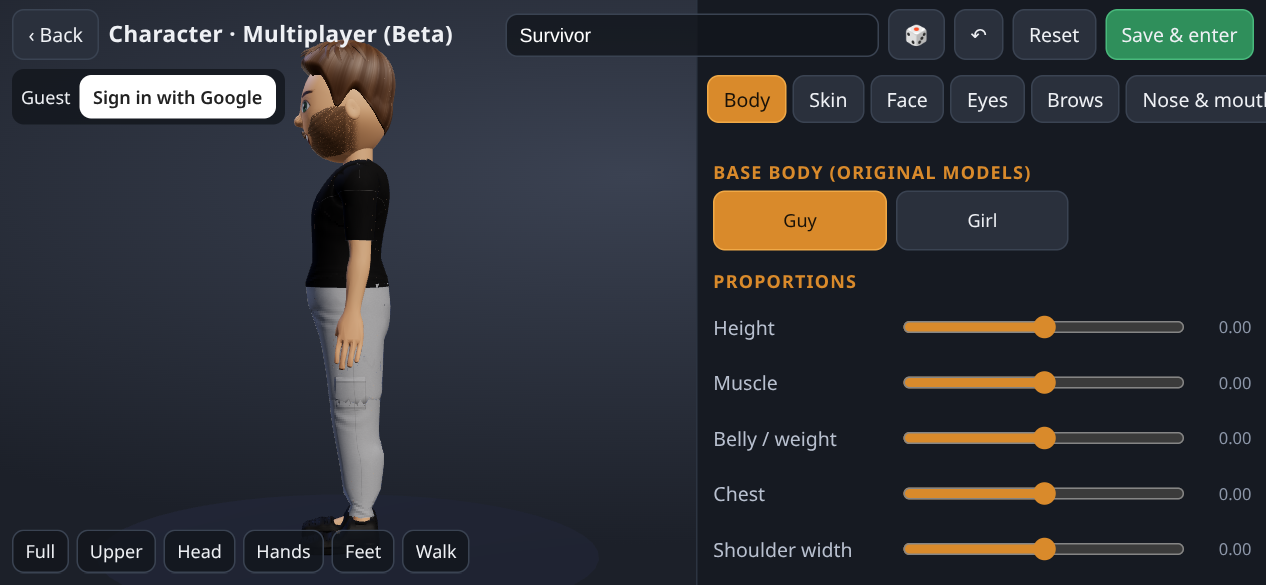 ‹ Back
Character · Multiplayer (Beta)
Survivor
Reset
Save & enter
Guest
Sign in with Google
Body
Skin
Face
Eyes
Brows
Nose & mout
BASE BODY (ORIGINAL MODELS)
Guy
Girl
PROPORTIONS
Height 0.00
Muscle 0.00
Belly / weight 0.00
Chest 0.00
Shoulder width 0.00
Full
Upper
Head
Hands
Feet
Walk